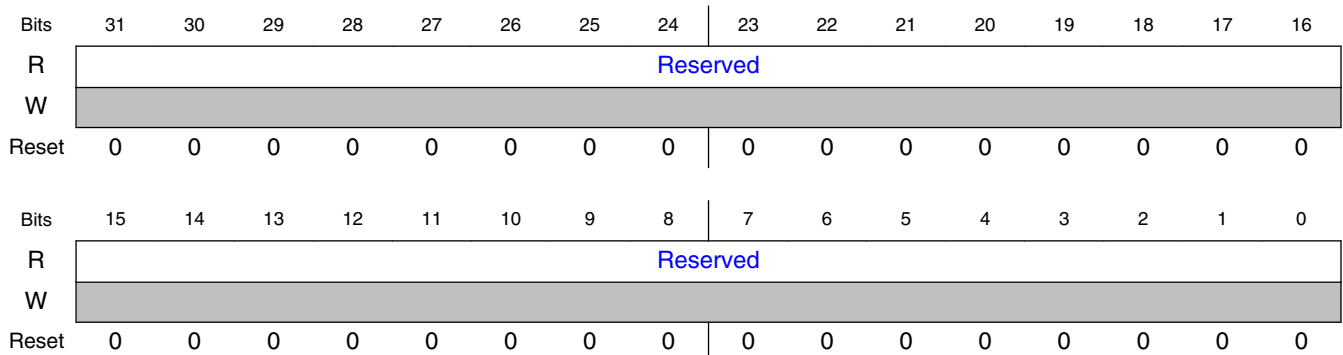 Bits 31 30 29 28 27 26 25 24 23 22 21 20 19 18 17 16
R Reserved
W
Reset 0 0 0 0 0 0 0 0 0 0 0 0 0 0 0 0
Bits 15 14 13 12 11 10 9 8 7 6 5 4 3 2 1 0
R Reserved
W
Reset 0 0 0 0 0 0 0 0 0 0 0 0 0 0 0 0